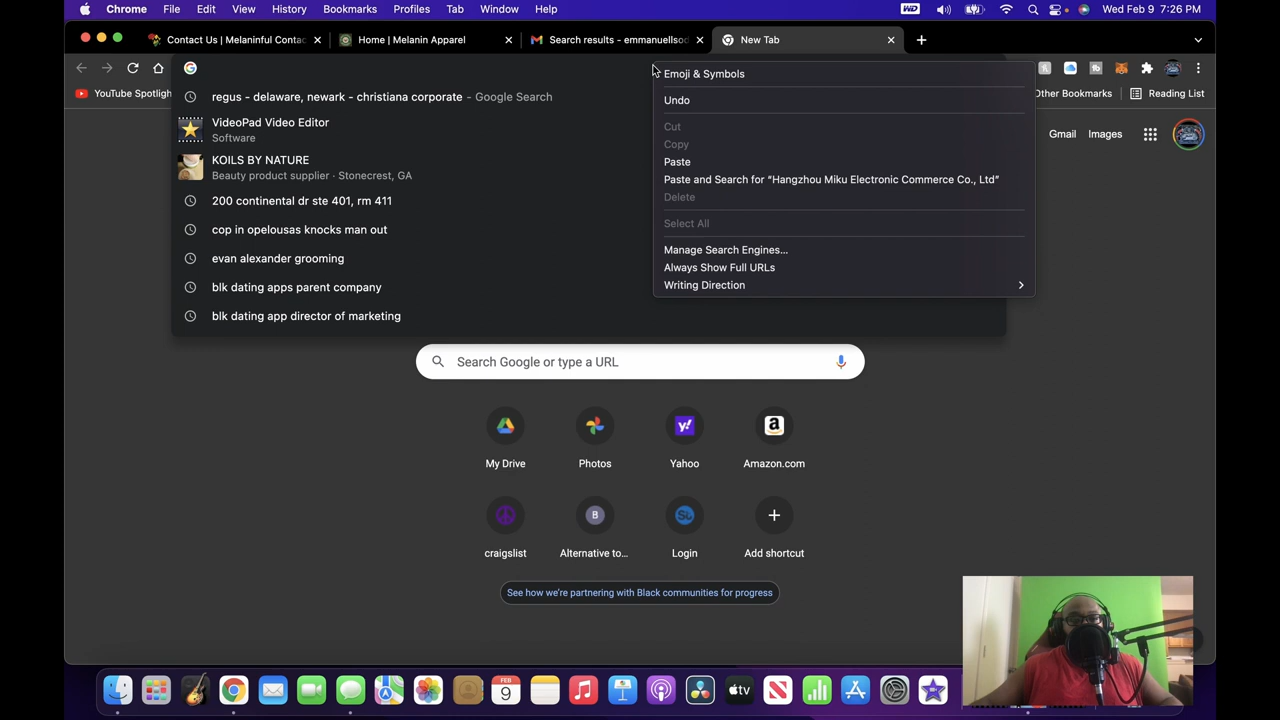 Chrome File Edit View History Bookmarks Profiles Tab Window Help WD Wed Feb 9 7:26 PM
Contact Us | Melaninful Contac Home | Melanin Apparel Search results - emmanuellsod New Tab
YouTube Spotligh Other Bookmarks Reading List
Gmail Images
regus - delaware, newark - christiana corporate - Google Search
VideoPad Video Editor
Software
KOILS BY NATURE
Beauty product supplier · Stonecrest, GA
200 continental dr ste 401, rm 411
cop in opelousas knocks man out
evan alexander grooming
blk dating apps parent company
blk dating app director of marketing
Emoji & Symbols
Undo
Cut
Copy
Paste
Paste and Search for “Hangzhou Miku Electronic Commerce Co., Ltd”
Delete
Select All
Manage Search Engines...
Always Show Full URLs
Writing Direction
Search Google or type a URL
My Drive Photos Yahoo Amazon.com
craigslist Alternative to... Login Add shortcut
See how we're partnering with Black communities for progress
FEB
9
tv